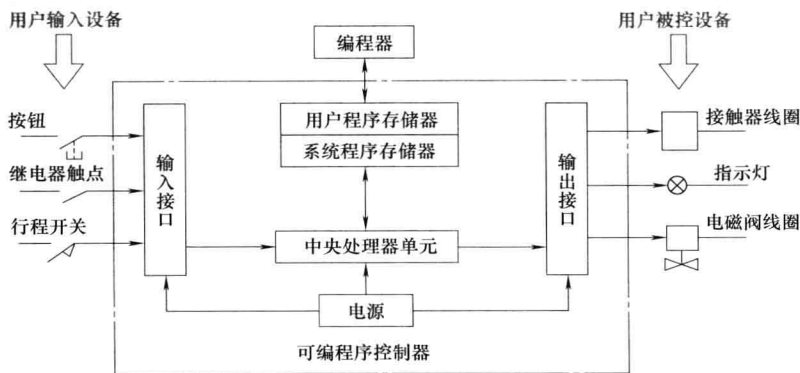 用户输入设备
用户被控设备
编程器
按钮
继电器触点
行程开关
输入接口
用户程序存储器
系统程序存储器
中央处理器单元
电源
输出接口
接触器线圈
指示灯
电磁阀线圈
可编程序控制器